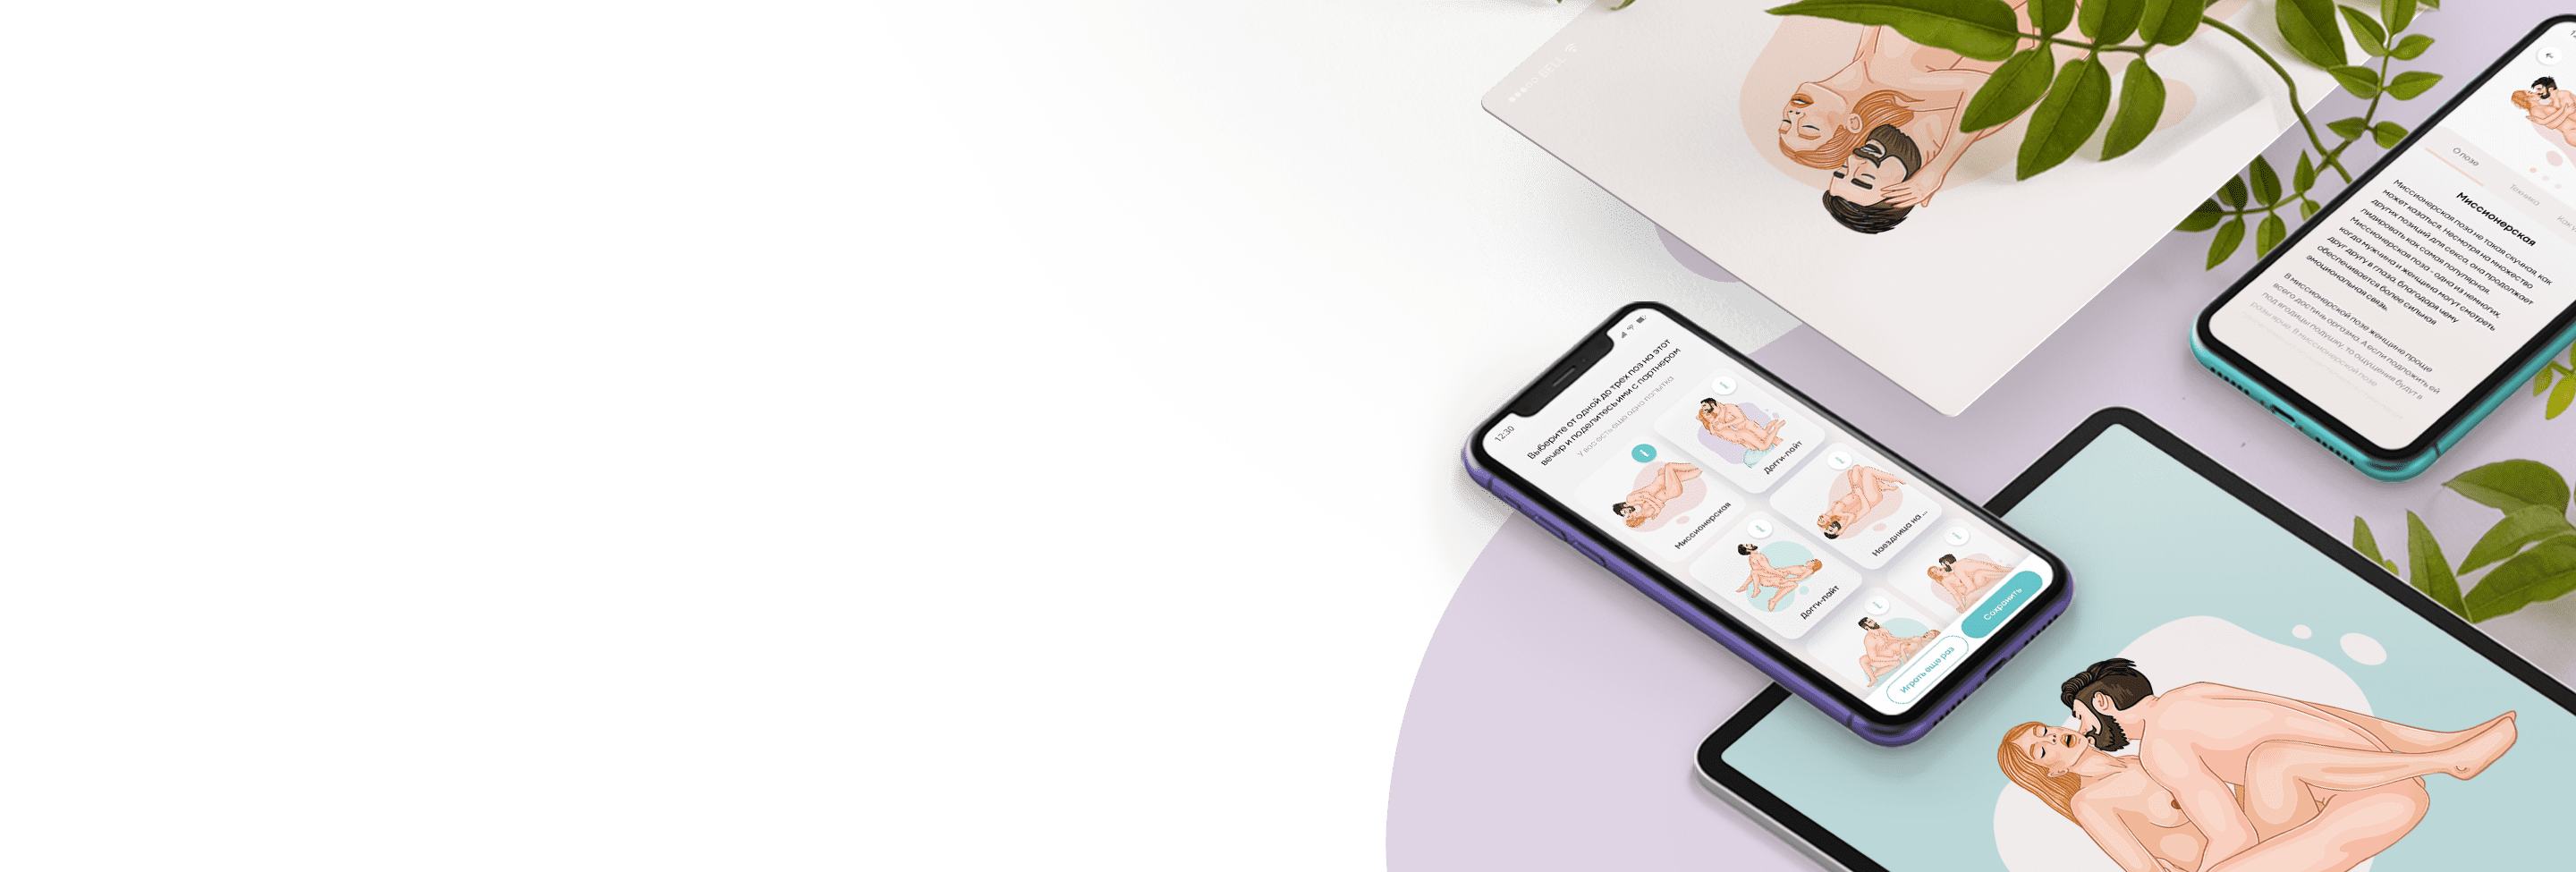 BELL
12:30
Выберите от одной до трех поз на этот
вечер и поделитесь ими с партнером
У вас есть еще одна попытка
Миссионерская
Догги-лайт
Догги-лайт
Наездница на ...
Играть еще раз
Сохранить
О позе
Техника
Миссионерская
Миссионерская поза не такая скучная, как
может казаться. Несмотря на множество
других позиций для секса, она продолжает
лидировать как самая популярная.
Миссионерская поза - одна из немногих,
когда мужчина и женщина могут смотреть
друг другу в глаза, благодаря чему
обеспечивается более сильная
эмоциональная связь.
В миссионерской позе женщине проще
всего достичь оргазма. А если подложить ей
под ягодицы подушку, то ощущения будут в
разы ярче. В миссионерской позе